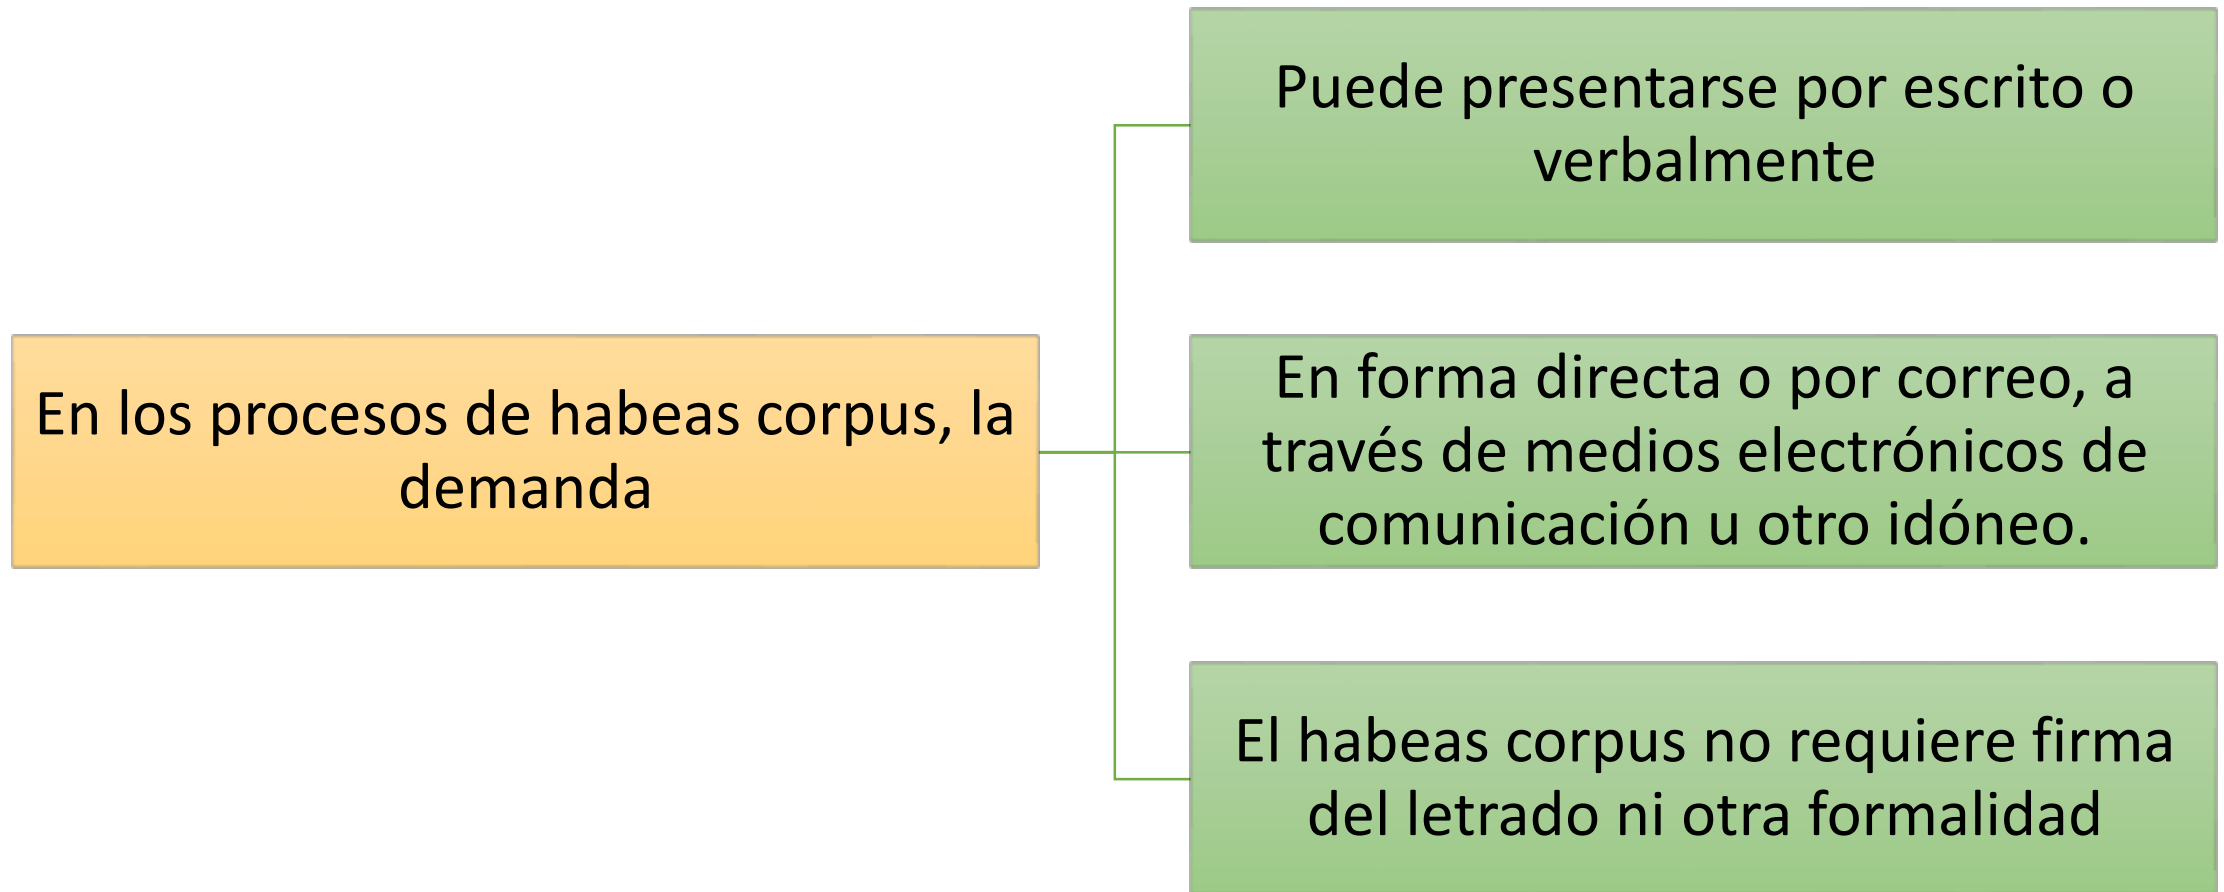 Puede presentarse por escrito o
verbalmente
En los procesos de habeas corpus, la
demanda
En forma directa o por correo, a
través de medios electrónicos de
comunicación u otro idóneo.
El habeas corpus no requiere firma
del letrado ni otra formalidad